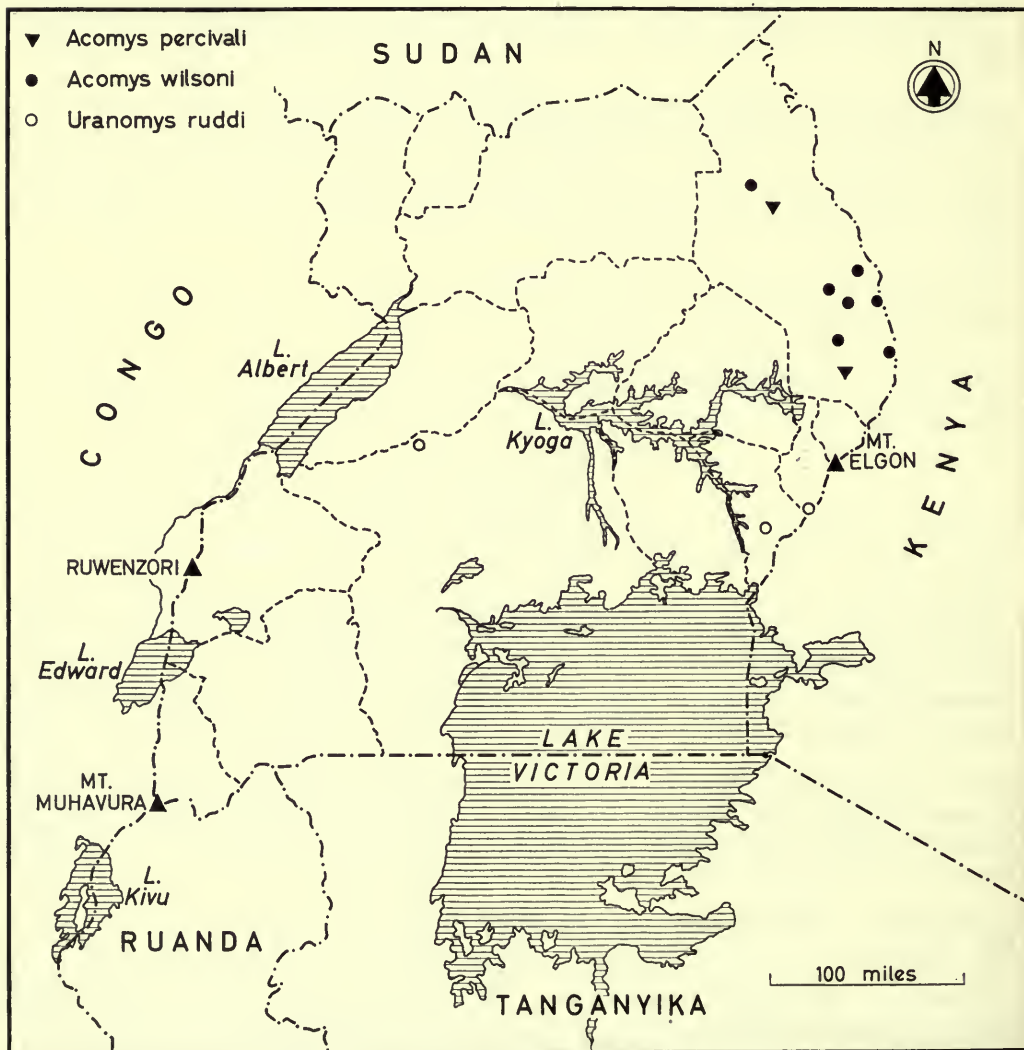 Acomys percivali
Acomys wilsoni
Uranomys ruddi
SUDAN
N
CONGO
L.
Albert
L.
Kyoga
MT.
ELGON
KENYA
RUWENZORI
L.
Edward
LAKE
VICTORIA
MT.
MUHAVURA
L.
Kivu
RUANDA
100 miles
TANGANYIKA